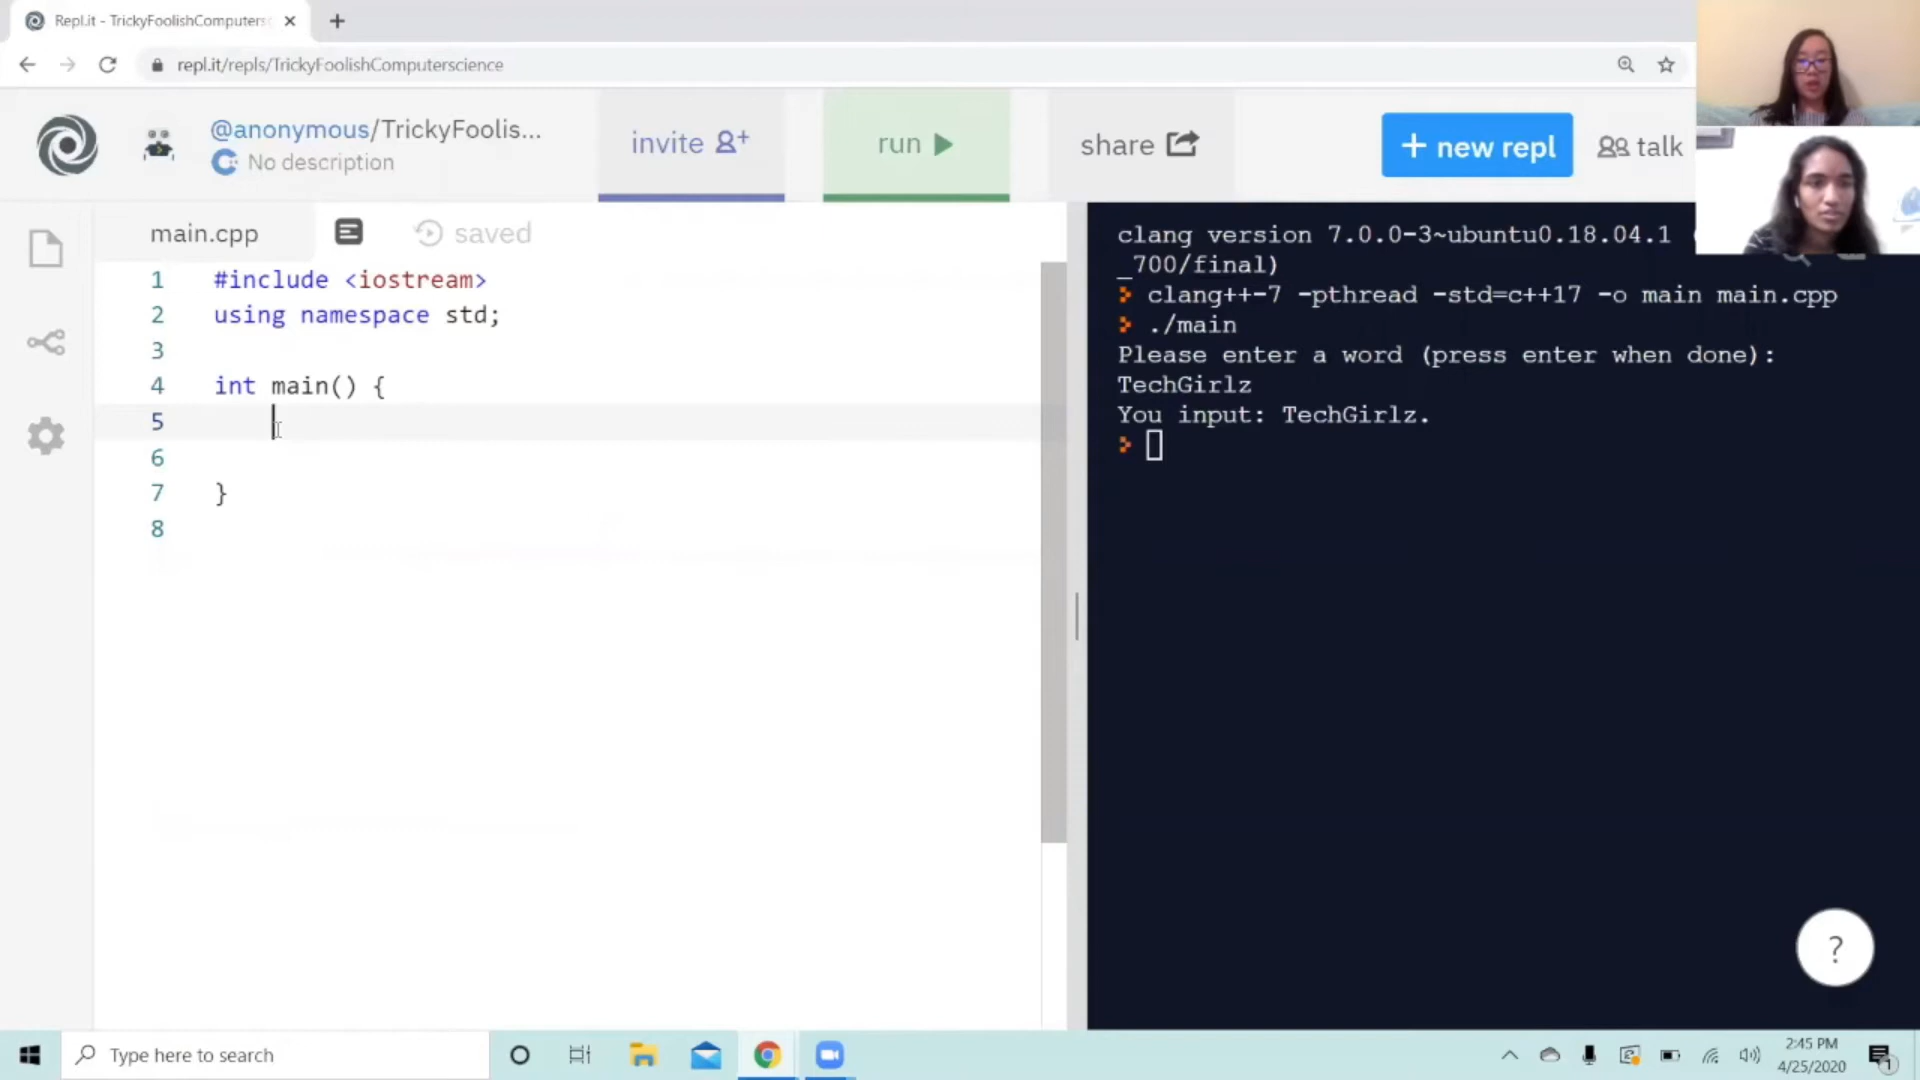 Repl.it - TrickyFoolishComputers
repl.it/repls/TrickyFoolishComputerscience
@anonymous/TrickyFoolis...
No description
invite
run
share
+ new repl
talk
main.cpp
saved
1 #include <iostream>
2 using namespace std;
3
4 int main() {
5
6
7 }
8
clang version 7.0.0-3~ubuntu0.18.04.1 (
_700/final)
clang++-7 -pthread -std=c++17 -o main main.cpp
./main
Please enter a word (press enter when done):
TechGirlz
You input: TechGirlz.
?
Type here to search
2:45 PM
4/25/2020
1